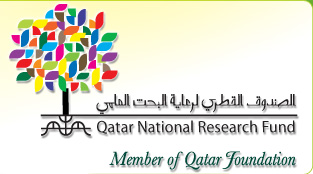 الصندوق القطري لرعاية البحث العلمي
Qatar National Research Fund
Member of Qatar Foundation